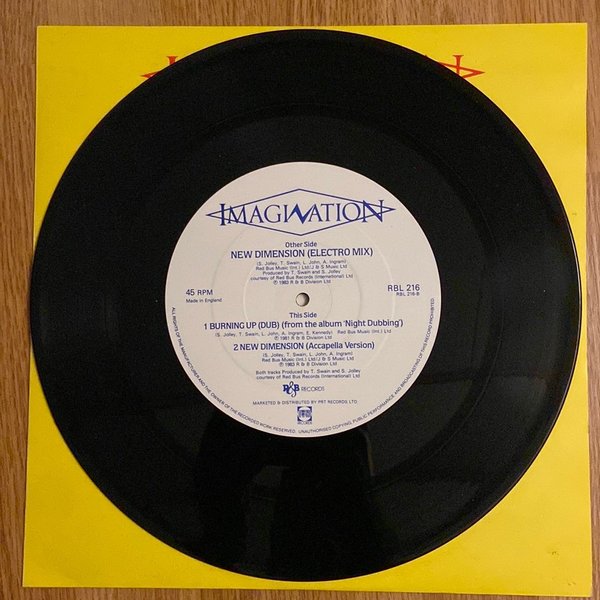 IMAGINATION
Other Side
NEW DIMENSION (ELECTRO MIX)
(S. Jolley, T. Swain, L. John, A. Ingram)
Red Bus Music (Int.) Ltd/J & S Music Ltd
Produced by T. Swain and S. Jolley
courtesy of Red Bus Records (International) Ltd
℗ 1983 R & B Division Ltd
45 RPM
Made in England
RBL 216
RBL 216-B
This Side
1 BURNING UP (DUB) (from the album 'Night Dubbing')
(S. Jolley, T. Swain, L. John, A. Ingram, E. Kennedy) Red Bus Music (Int.) Ltd
℗ 1981 R & B Division Ltd
2 NEW DIMENSION (Accapella Version)
(S. Jolley, T. Swain, L. John, A. Ingram)
Red Bus Music (Int.) Ltd/J & S Music Ltd
℗ 1983 R & B Division Ltd
Both tracks Produced by T. Swain and S. Jolley
courtesy of Red Bus Records (International) Ltd
R&B RECORDS
MARKETED & DISTRIBUTED BY PRT RECORDS, LTD.
ALL RIGHTS OF THE MANUFACTURER AND THE OWNER OF THE RECORDED WORK RESERVED. UNAUTHORISED COPYING, PUBLIC PERFORMANCE AND BROADCASTING OF THIS RECORD PROHIBITED.